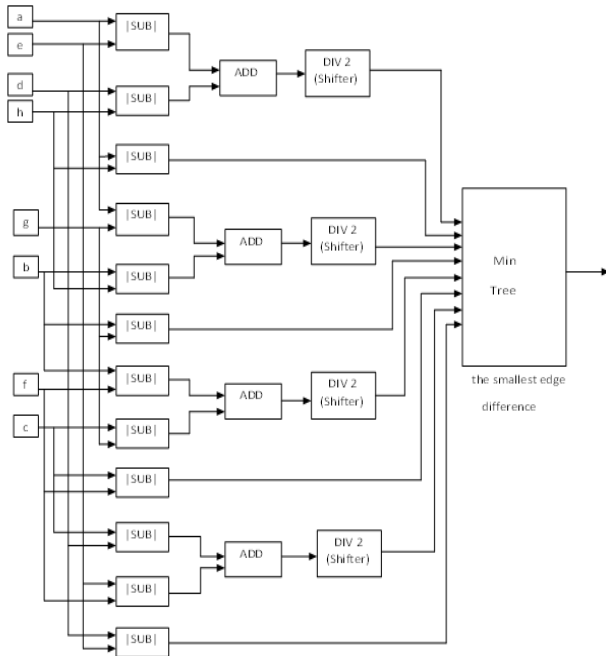 a
|SUB|
e
ADD
DIV 2
(Shifter)
d
|SUB|
h
|SUB|
g
|SUB|
ADD
DIV 2
(Shifter)
b
|SUB|
Min
Tree
|SUB|
f
|SUB|
ADD
DIV 2
(Shifter)
the smallest edge
difference
c
|SUB|
|SUB|
|SUB|
ADD
DIV 2
(Shifter)
|SUB|
|SUB|